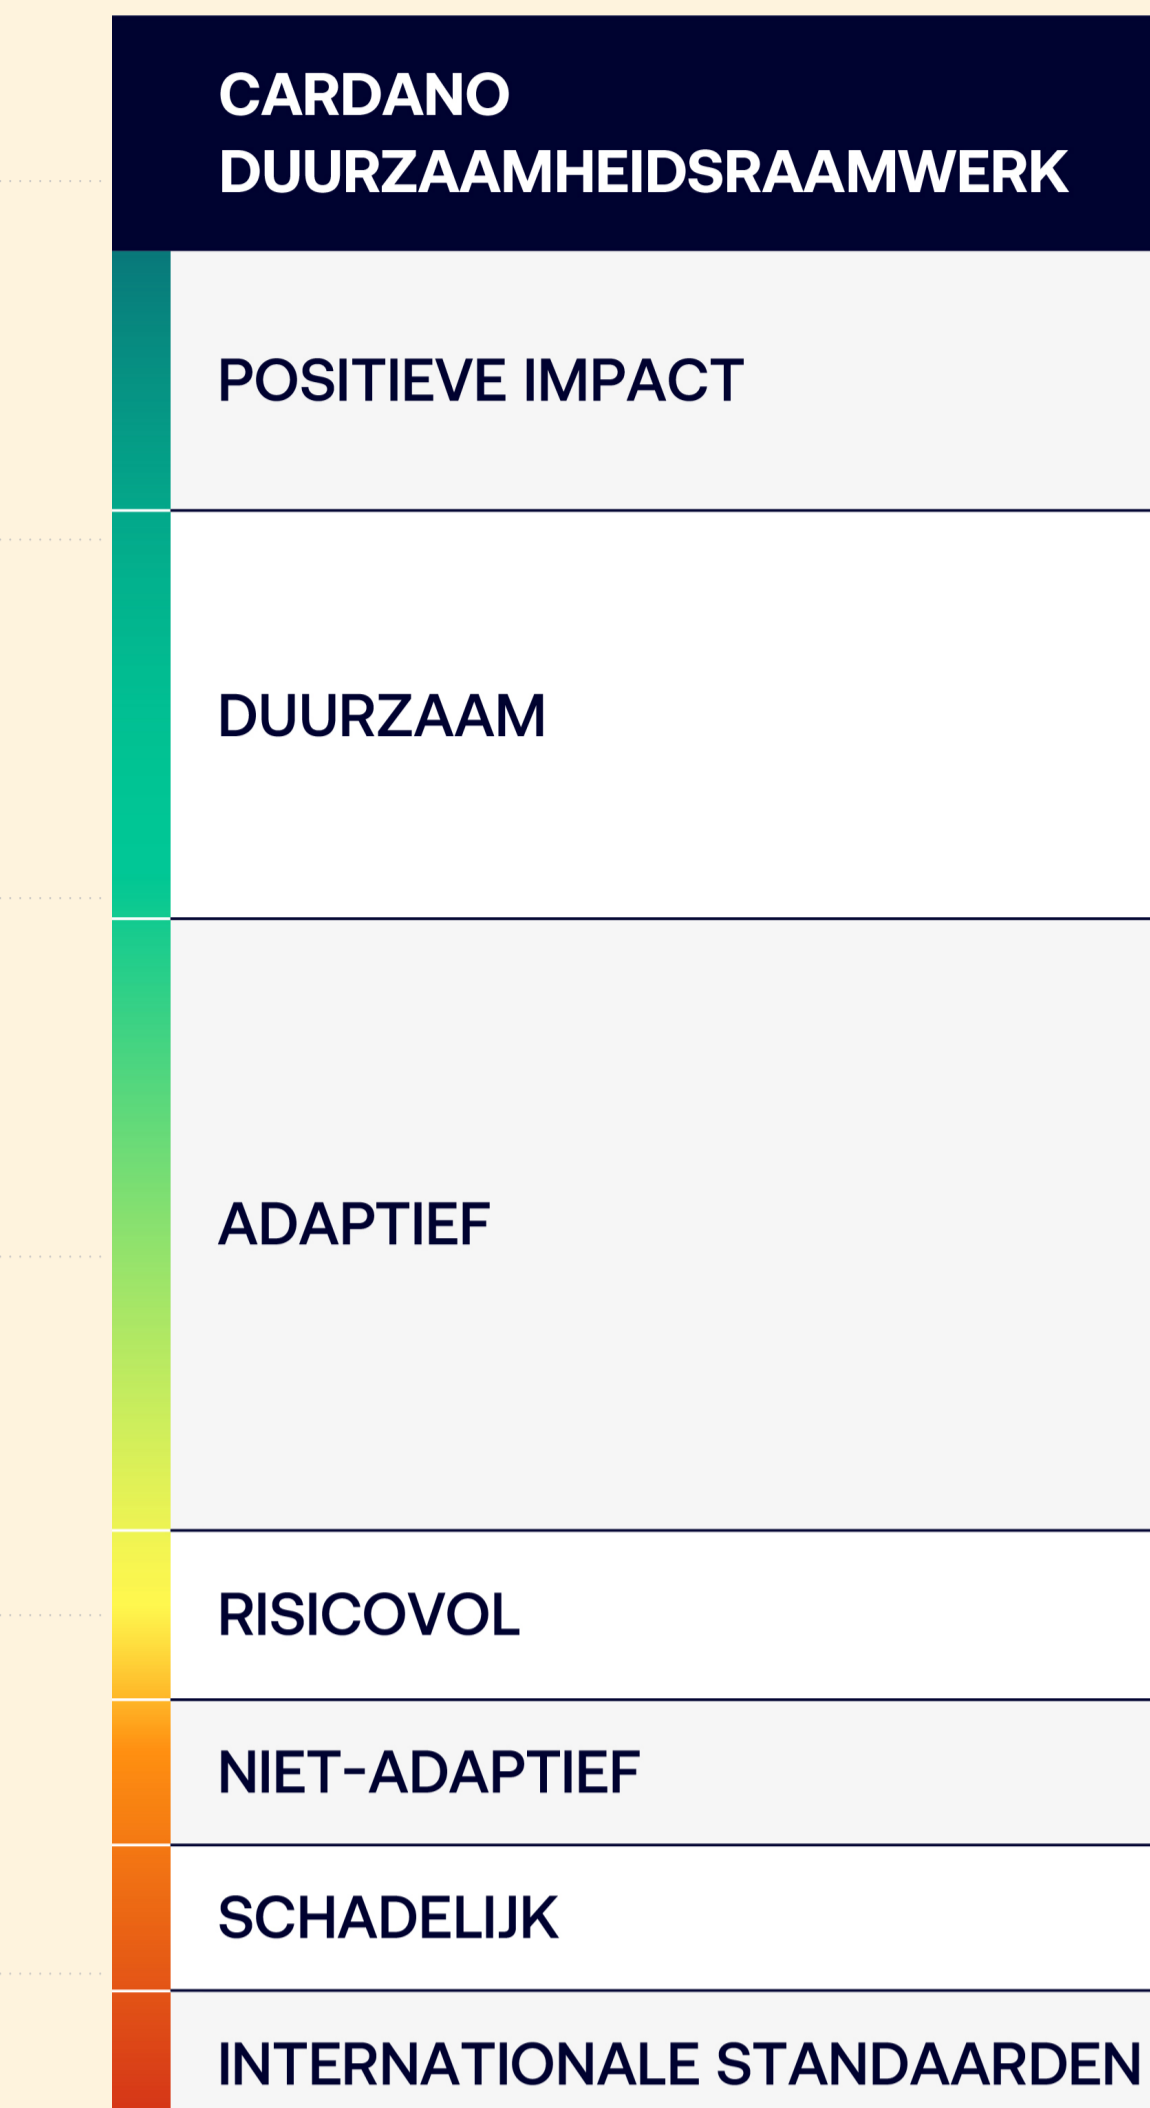 CARDANO
DUURZAAMHEIDSRAAMWERK
POSITIEVE IMPACT
DUURZAAM
ADAPTIEF
RISICOVOL
NIET-ADAPTIEF
SCHADELIJK
INTERNATIONALE STANDAARDEN